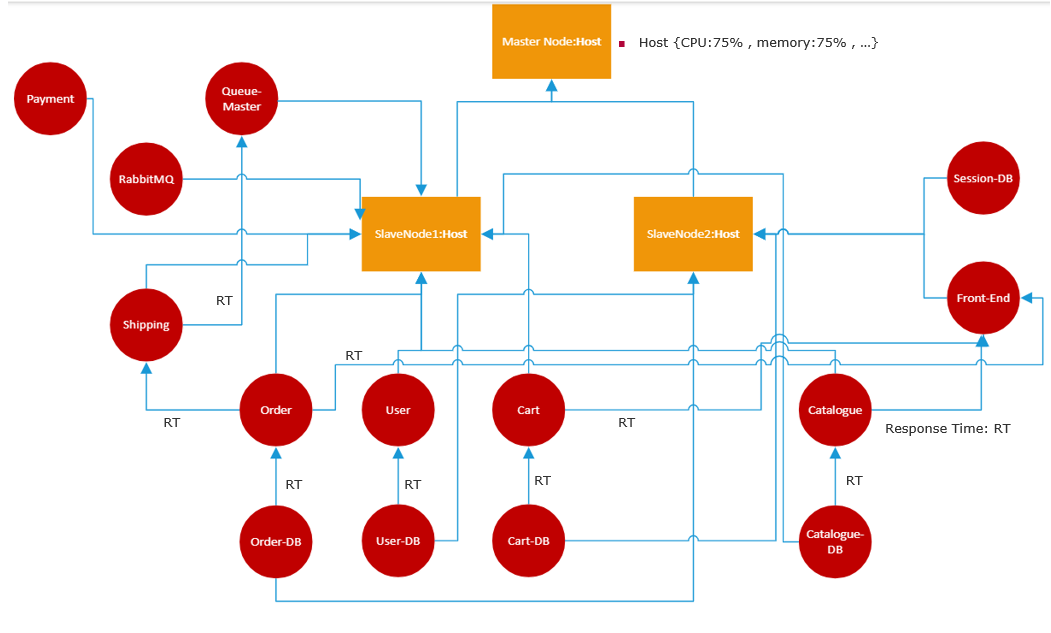 Master Node:Host
Host {CPU:75% , memory:75% , …}
Payment
Queue-
Master
RabbitMQ
Session-DB
SlaveNode1:Host
SlaveNode2:Host
Front-End
RT
Shipping
RT
Order
User
Cart
Catalogue
RT
RT
Response Time: RT
RT
RT
RT
RT
Order-DB
User-DB
Cart-DB
Catalogue-
DB